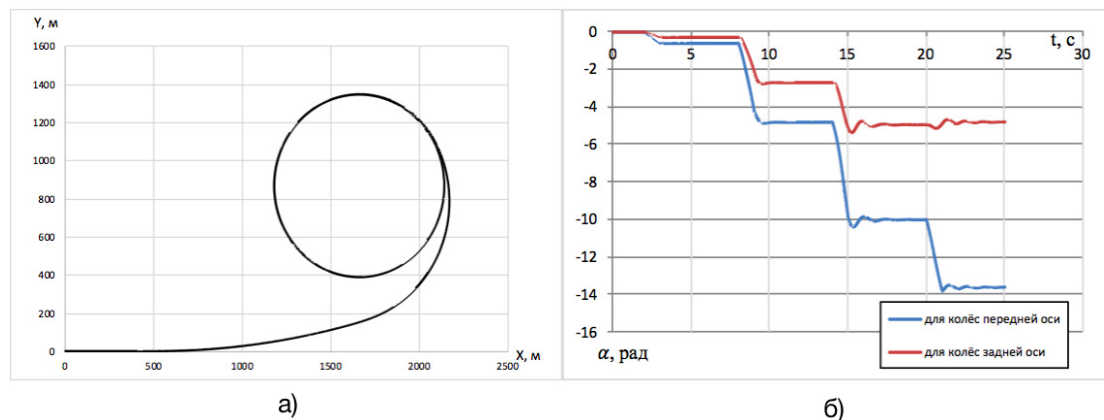 Y, м
1600
1400
1200
1000
800
600
400
200
0
0 500 1000 1500 2000 2500
X, м
а)
0
-2
-4
-6
-8
-10
-12
-14
-16
t, с
0 5 10 15 20 25 30
для колёс передней оси
для колёс задней оси
α, рад
б)